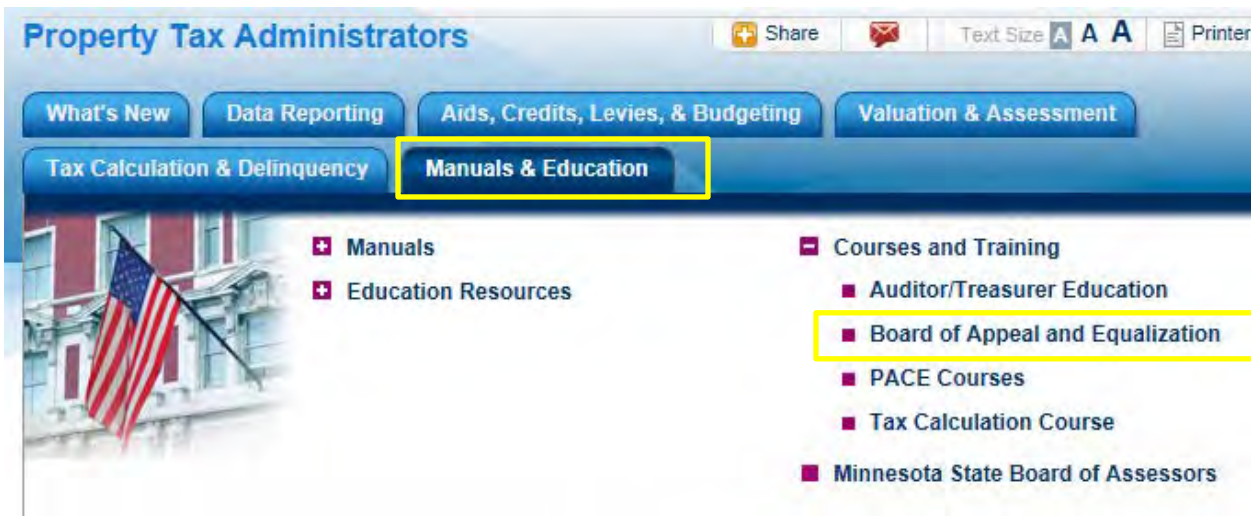 Property Tax Administrators
Share
Text Size A A A
Printer
What's New
Data Reporting
Aids, Credits, Levies, & Budgeting
Valuation & Assessment
Tax Calculation & Delinquency
Manuals & Education
Manuals
Education Resources
Courses and Training
Auditor/Treasurer Education
Board of Appeal and Equalization
PACE Courses
Tax Calculation Course
Minnesota State Board of Assessors